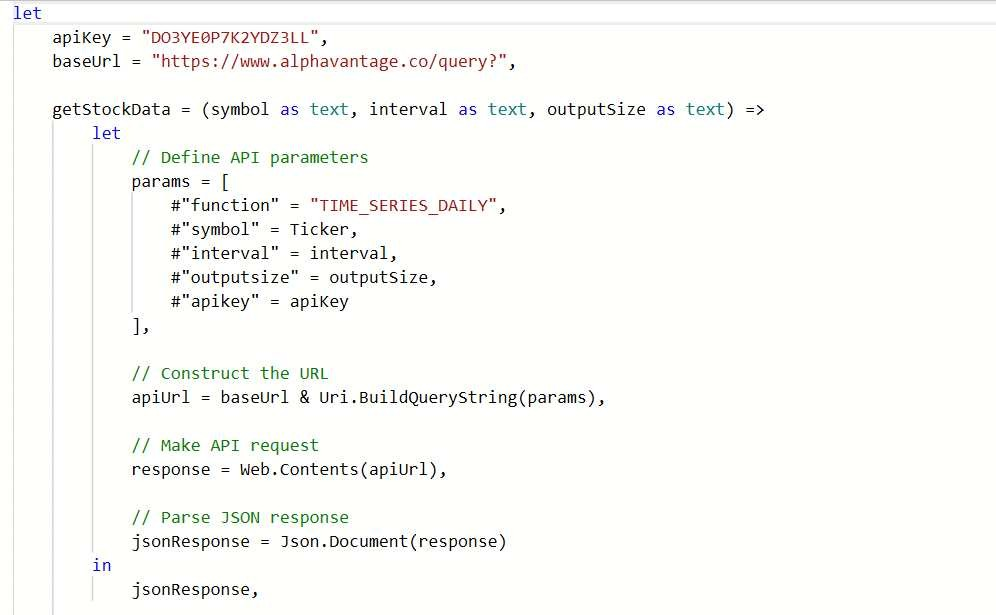 let
apiKey = "DO3YE0P7K2YDZ3LL",
baseUrl = "https://www.alphavantage.co/query?",
getStockData = (symbol as text, interval as text, outputSize as text) =>
let
// Define API parameters
params = [
#"function" = "TIME_SERIES_DAILY",
#"symbol" = Ticker,
#"interval" = interval,
#"outputsize" = outputSize,
#"apikey" = apiKey
],
// Construct the URL
apiUrl = baseUrl & Uri.BuildQueryString(params),
// Make API request
response = Web.Contents(apiUrl),
// Parse JSON response
jsonResponse = Json.Document(response)
in
jsonResponse,